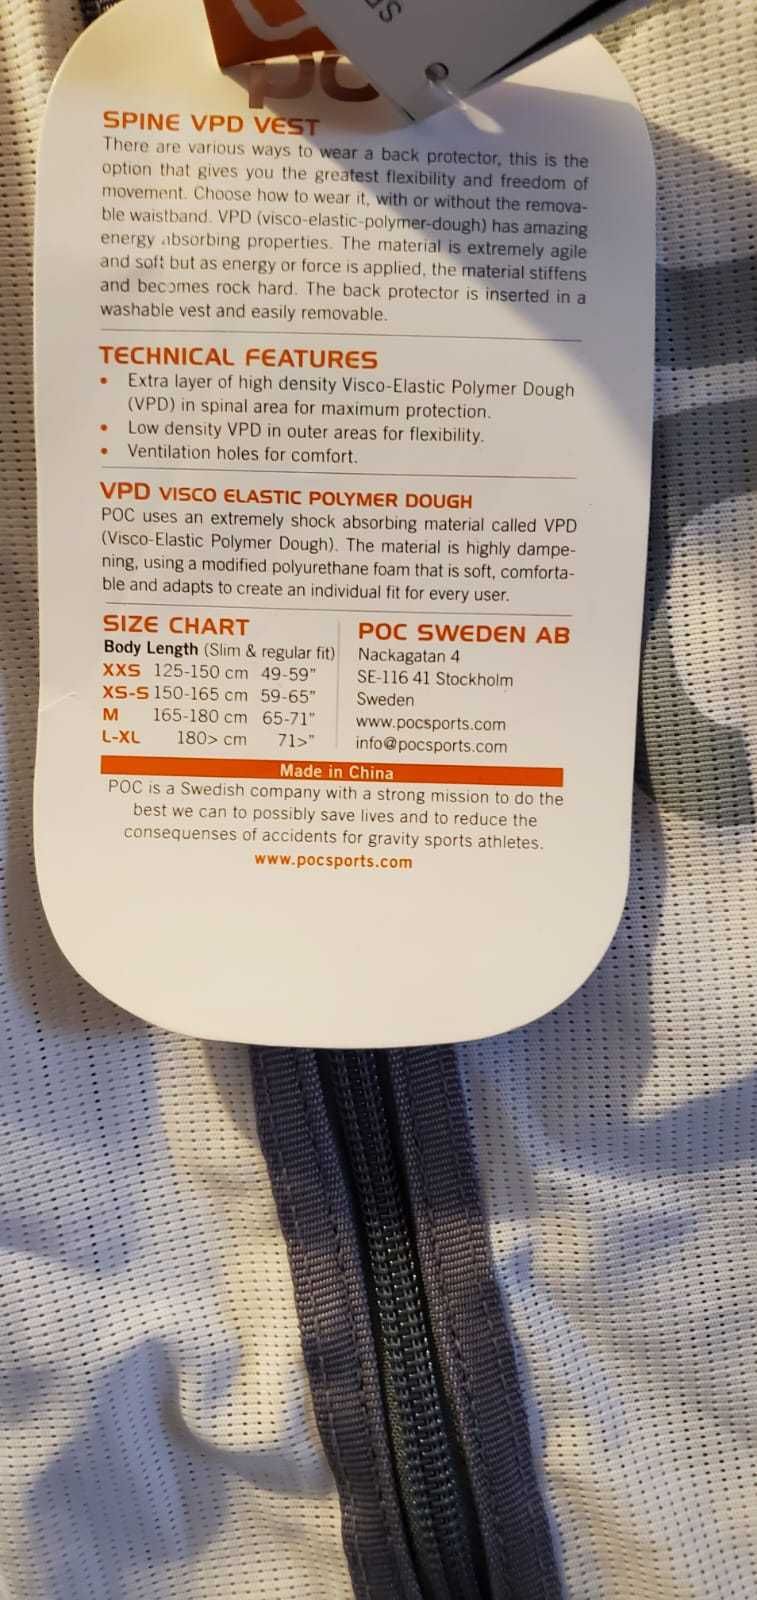 SPINE VPD VEST
There are various ways to wear a back protector, this is the
option that gives you the greatest flexibility and freedom of
movement. Choose how to wear it, with or without the remova-
ble waistband. VPD (visco-elastic-polymer-dough) has amazing
energy absorbing properties. The material is extremely agile
and soft but as energy or force is applied, the material stiffens
and becomes rock hard. The back protector is inserted in a
washable vest and easily removable.
TECHNICAL FEATURES
• Extra layer of high density Visco-Elastic Polymer Dough
(VPD) in spinal area for maximum protection.
• Low density VPD in outer areas for flexibility.
• Ventilation holes for comfort.
VPD VISCO ELASTIC POLYMER DOUGH
POC uses an extremely shock absorbing material called VPD
(Visco-Elastic Polymer Dough). The material is highly dampe-
ning, using a modified polyurethane foam that is soft, comforta-
ble and adapts to create an individual fit for every user.
SIZE CHART
Body Length (Slim & regular fit)
XXS 125-150 cm 49-59"
XS-S 150-165 cm 59-65"
M 165-180 cm 65-71"
L-XL 180> cm 71>"
POC SWEDEN AB
Nackagatan 4
SE-116 41 Stockholm
Sweden
www.pocsports.com
info@pocsports.com
Made in China
POC is a Swedish company with a strong mission to do the
best we can to possibly save lives and to reduce the
consequenses of accidents for gravity sports athletes.
www.pocsports.com